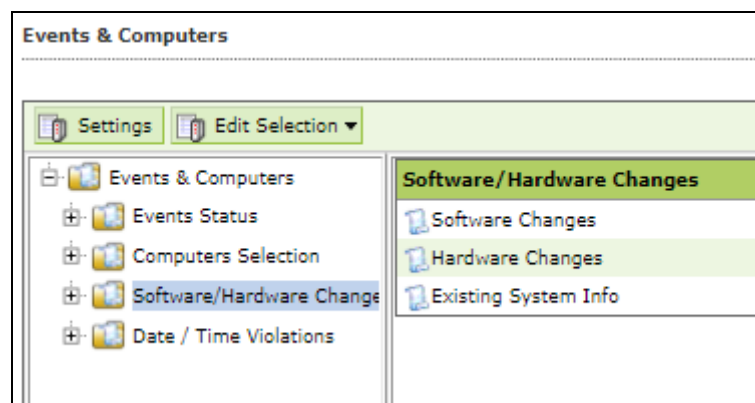 Events & Computers
Settings
Edit Selection
Events & Computers
Events Status
Computers Selection
Software/Hardware Change
Date / Time Violations
Software/Hardware Changes
Software Changes
Hardware Changes
Existing System Info